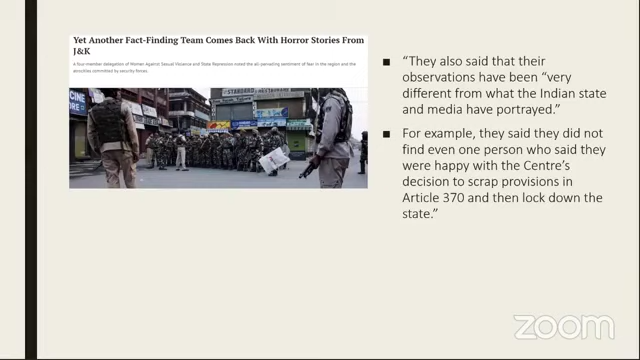 Yet Another Fact-Finding Team Comes Back With Horror Stories From
J&K
A four-member delegation of Women Against Sexual Violence and State Repression noted the all-pervading sentiment of fear in the region and the
atrocities committed by security forces.
STANDARD
CINE
■ “They also said that their
observations have been “very
different from what the Indian state
and media have portrayed.”
■ For example, they said they did not
find even one person who said they
were happy with the Centre’s
decision to scrap provisions in
Article 370 and then lock down the
state.”
zoom